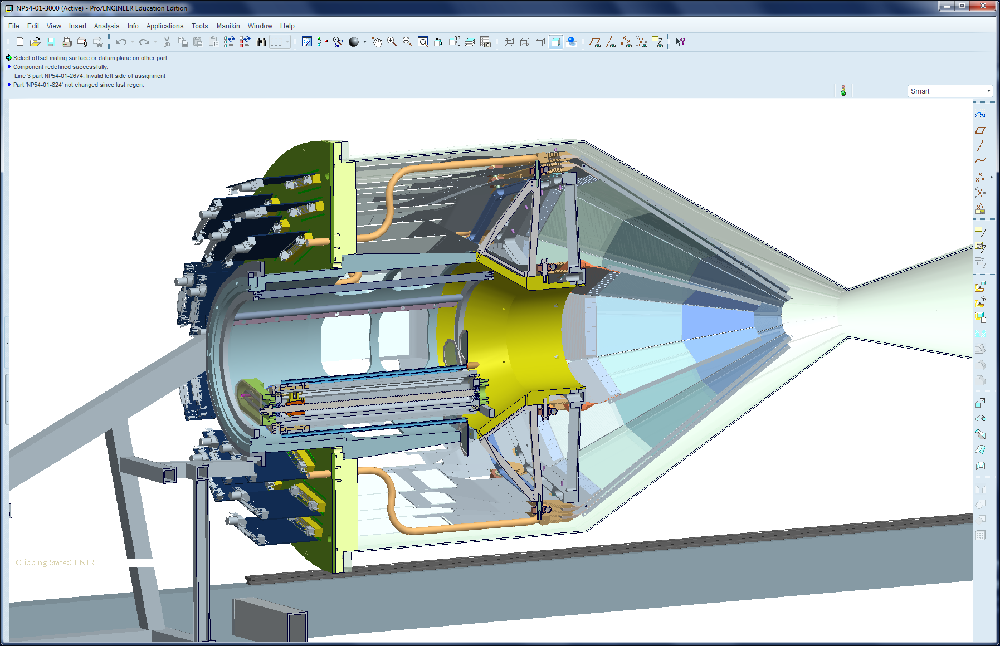 NP54-01-3000 (Active) - Pro/ENGINEER Education Edition
File Edit View Insert Analysis Info Applications Tools Manikin Window Help
Select offset mating surface or datum plane on other part.
Component redefined successfully.
Line 3 part NP54-01-2674: Invalid left side of assignment
Part 'NP54-01-824' not changed since last regen.
Smart
Clipping State:CENTRE